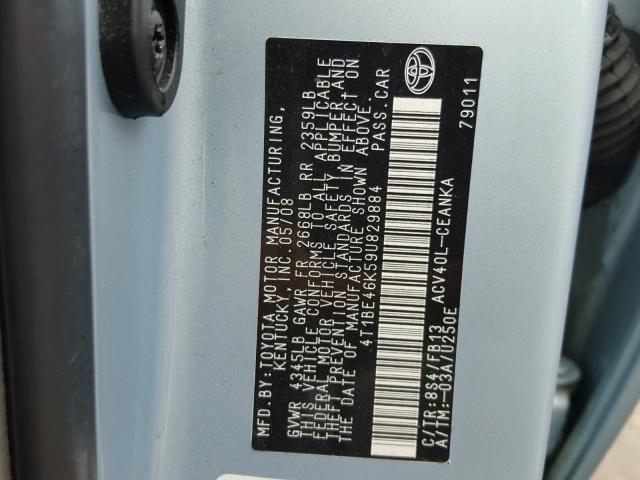 MFD.BY:TOYOTA MOTOR MANUFACTURING,
KENTUCKY, INC. 05/08
GVWR 4345LB GAWR FR 2668LB RR 2359LB
THIS VEHICLE CONFORMS TO ALL APPLICABLE
FEDERAL MOTOR VEHICLE SAFETY, BUMPER, AND
THEFT PREVENTION STANDARDS IN EFFECT ON
THE DATE OF MANUFACTURE SHOWN ABOVE.
4T1BE46K59U829884 PASS.CAR
C/TR:8S4/FB13 ACV40L-CEANKA
A/TM:-03A/U250E 79011